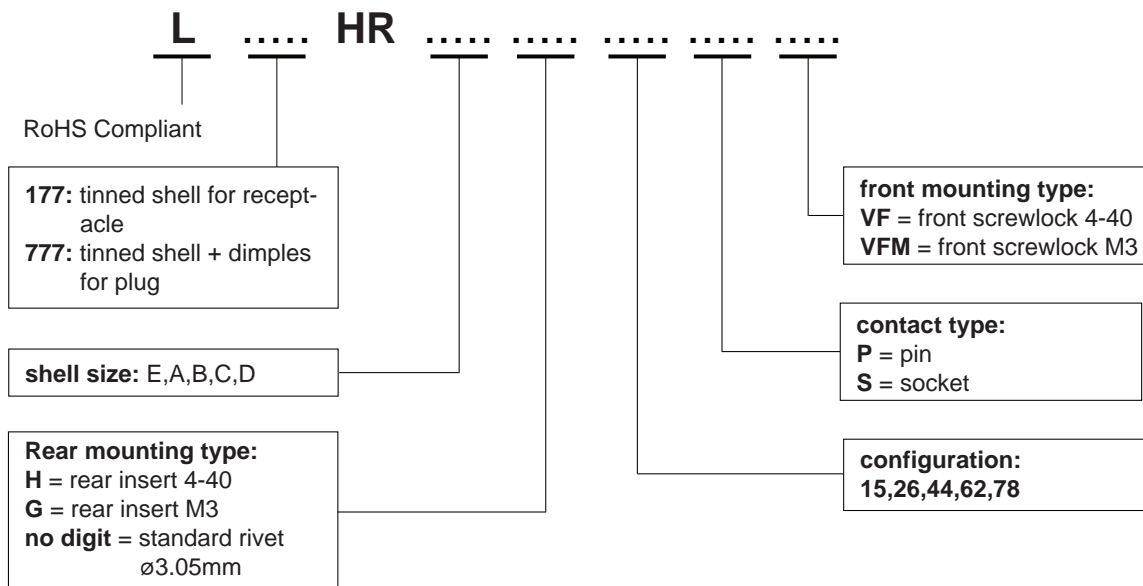 L ..... HR ..... ..... ..... ..... .....
RoHS Compliant
177: tinned shell for recept-
acle
777: tinned shell + dimples
for plug
shell size: E,A,B,C,D
Rear mounting type:
H = rear insert 4-40
G = rear insert M3
no digit = standard rivet
ø3.05mm
front mounting type:
VF = front screwlock 4-40
VFM = front screwlock M3
contact type:
P = pin
S = socket
configuration:
15,26,44,62,78